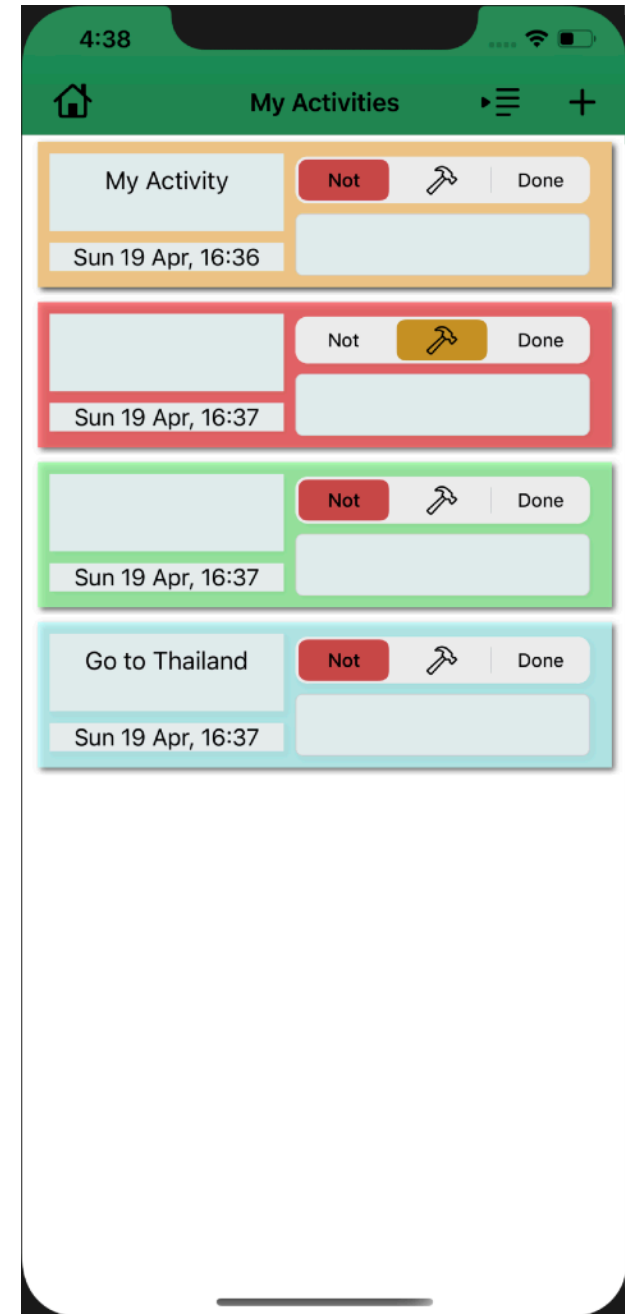 4:38
My Activities
My Activity
Not
Done
Sun 19 Apr, 16:36
Not
Done
Sun 19 Apr, 16:37
Not
Done
Sun 19 Apr, 16:37
Go to Thailand
Not
Done
Sun 19 Apr, 16:37